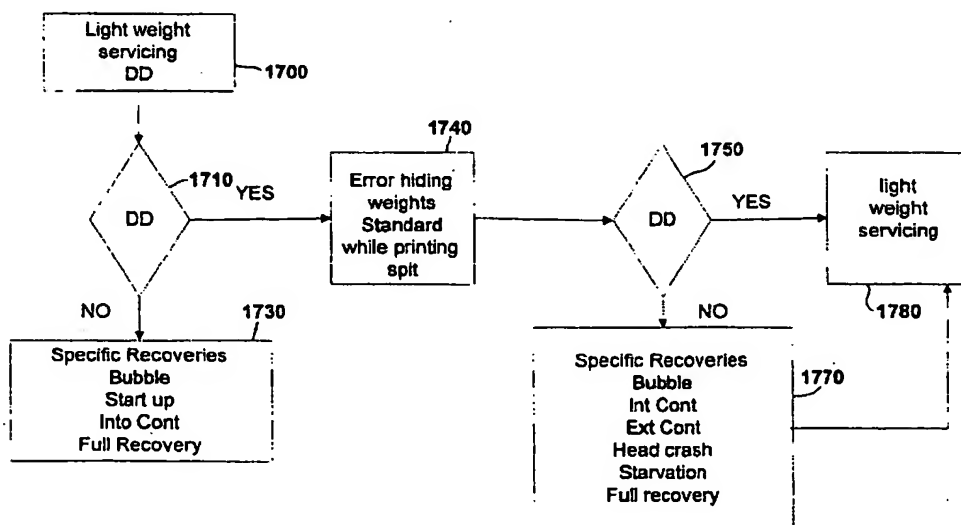 Light weight
servicing
DD
1700
1710
YES
DD
NO
1730
Specific Recoveries
Bubble
Start up
Into Cont
Full Recovery
1740
Error hiding
weights
Standard
while printing
spit
1750
YES
DD
NO
light
weight
servicing
1780
Specific Recoveries
Bubble
Int Cont
Ext Cont
Head crash
Starvation
Full recovery
1770